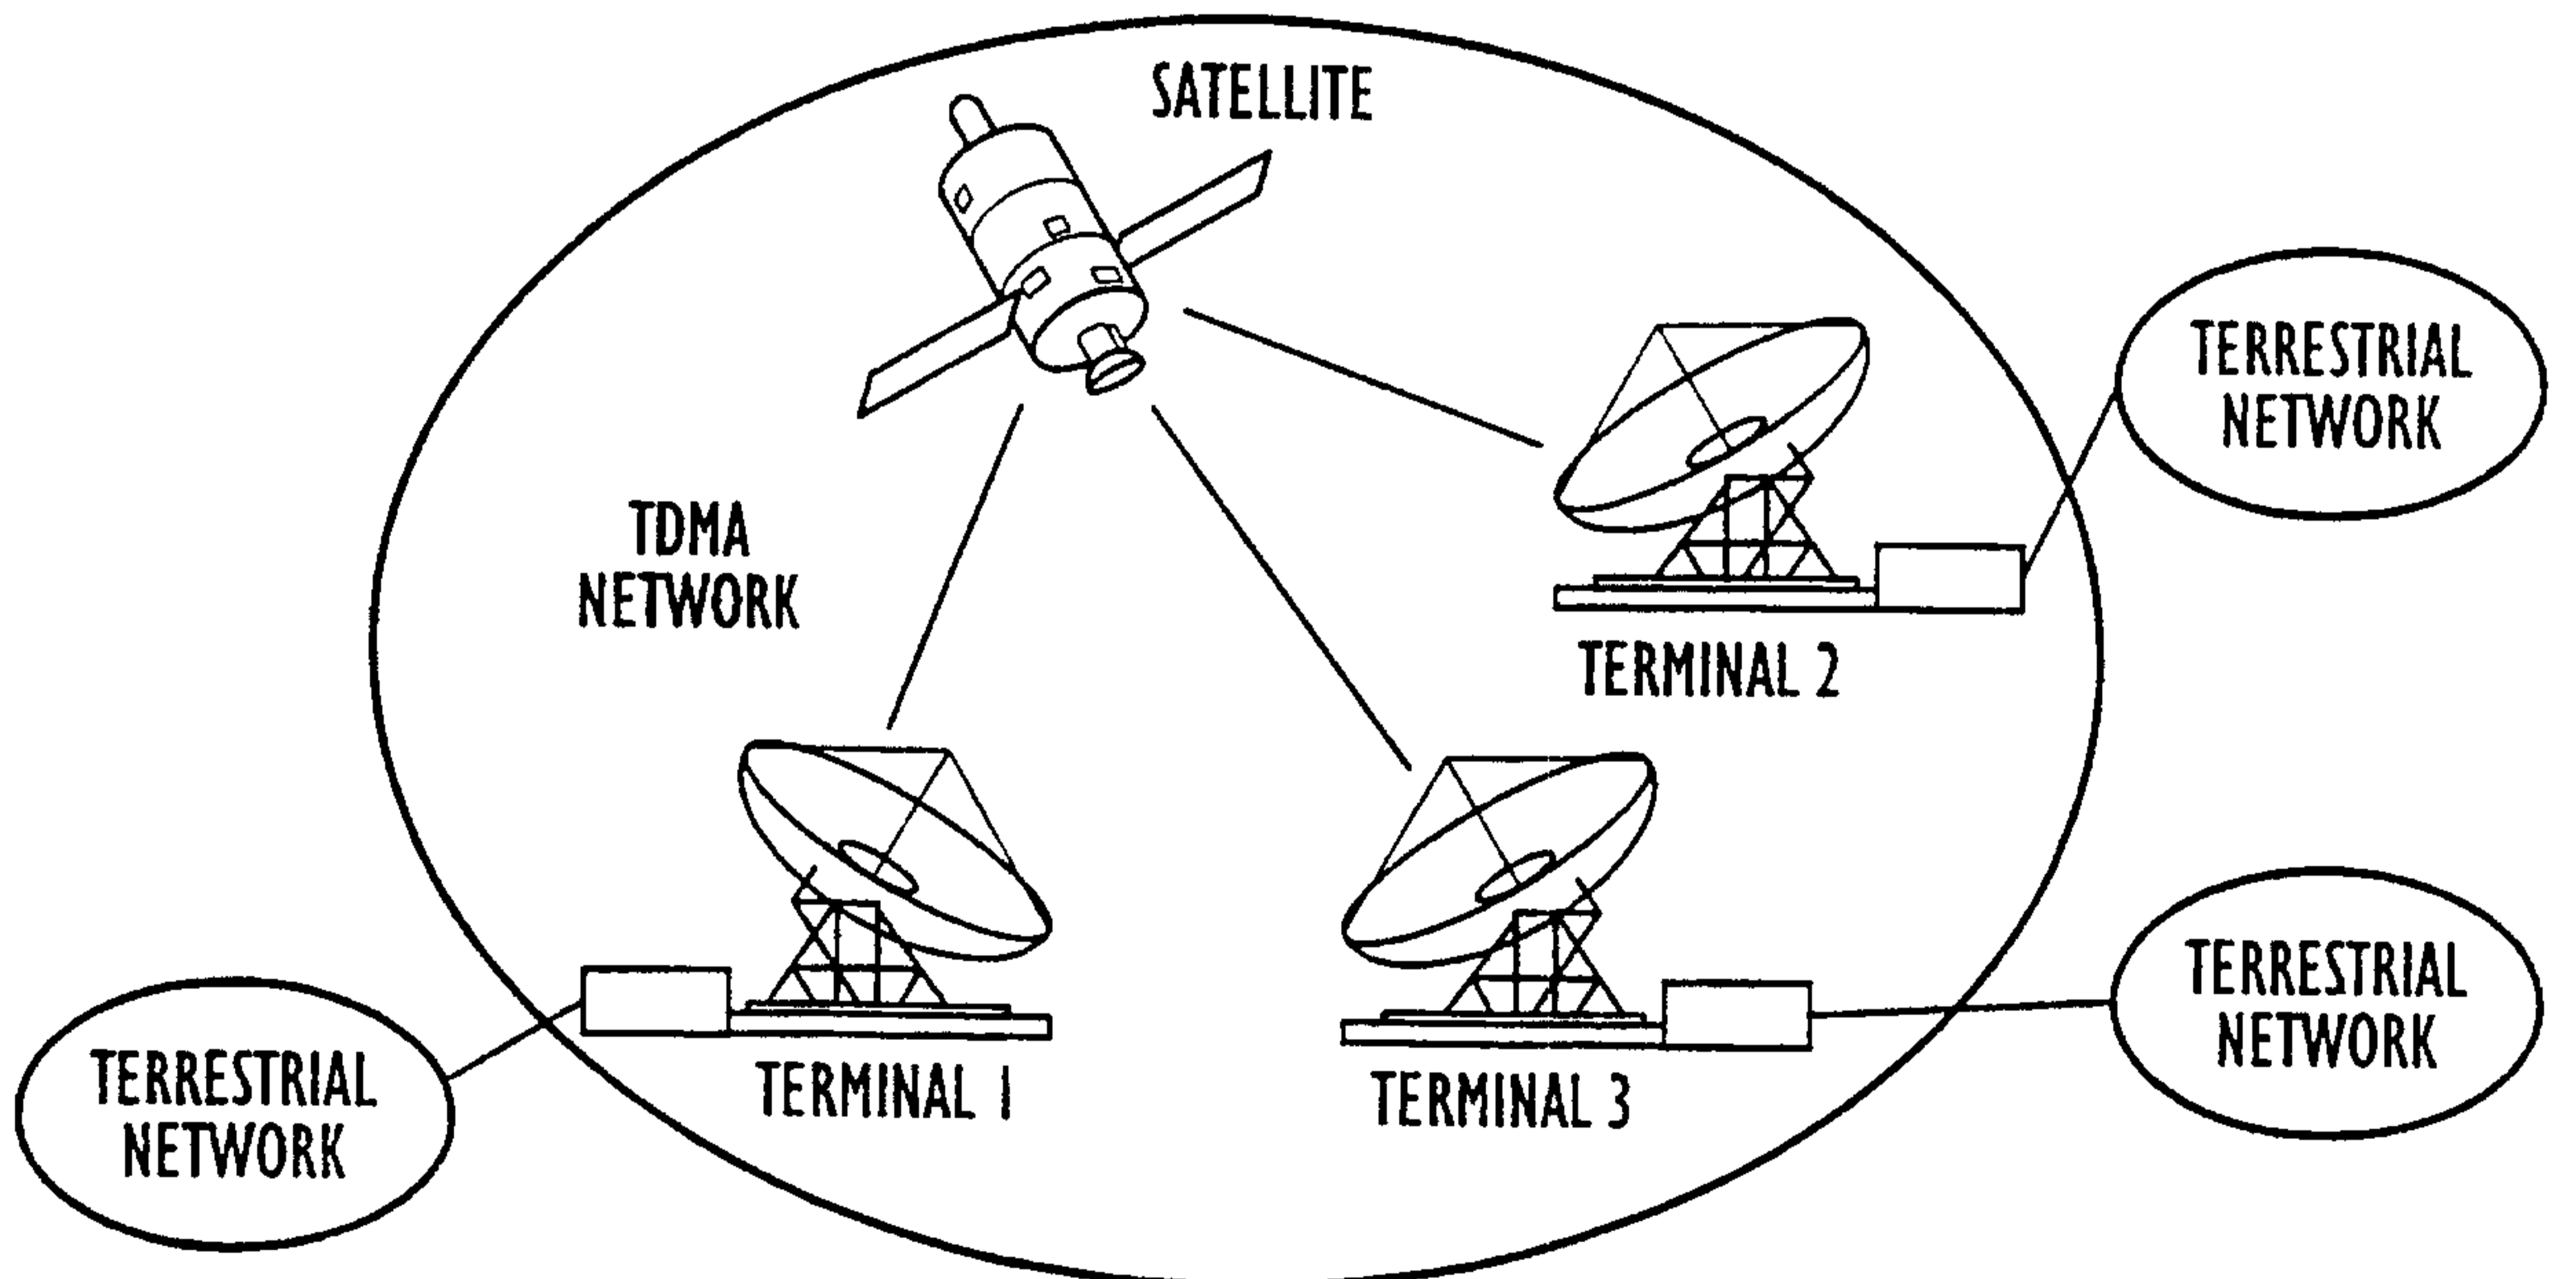 SATELLITE
TERRESTRIAL
NETWORK
TDMA
NETWORK
TERMINAL 2
TERRESTRIAL
NETWORK
TERRESTRIAL
NETWORK
TERMINAL 1
TERMINAL 3